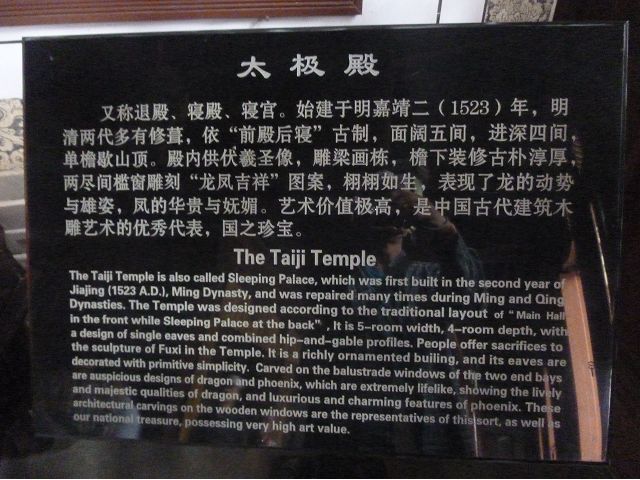 太极殿
又称退殿、寝殿、寝宫。始建于明嘉靖二（1523）年，明
清两代多有修葺，依“前殿后寝”古制，面阔五间，进深四间，
单檐歇山顶。殿内供伏羲圣像，雕梁画栋，檐下装修古朴淳厚，
两尽间槛窗雕刻“龙凤吉祥”图案，栩栩如生，表现了龙的动势
与雄姿，凤的华贵与妩媚。艺术价值极高，是中国古代建筑木
雕艺术的优秀代表，国之珍宝。
The Taiji Temple
The Taiji Temple is also called Sleeping Palace, which was first built in the second year of
Jiajing (1523 A.D.), Ming Dynasty, and was repaired many times during Ming and Qing
Dynasties. The Temple was designed according to the traditional layout of “Main Hall
in the front while Sleeping Palace at the back”, It is 5-room width, 4-room depth, with
a design of single eaves and combined hip-and-gable profiles. People offer sacrifices to
the sculpture of Fuxi in the Temple. It is a richly ornamented builing, and its eaves are
decorated with primitive simplicity. Carved on the balustrade windows of the two end bays
are auspicious designs of dragon and phoenix, which are extremely lifelike, showing the lively
and majestic qualities of dragon, and luxurious and charming features of phoenix. These
architectural carvings on the wooden windows are the representatives of this sort, as well as
our national treasure, possessing very high art value.